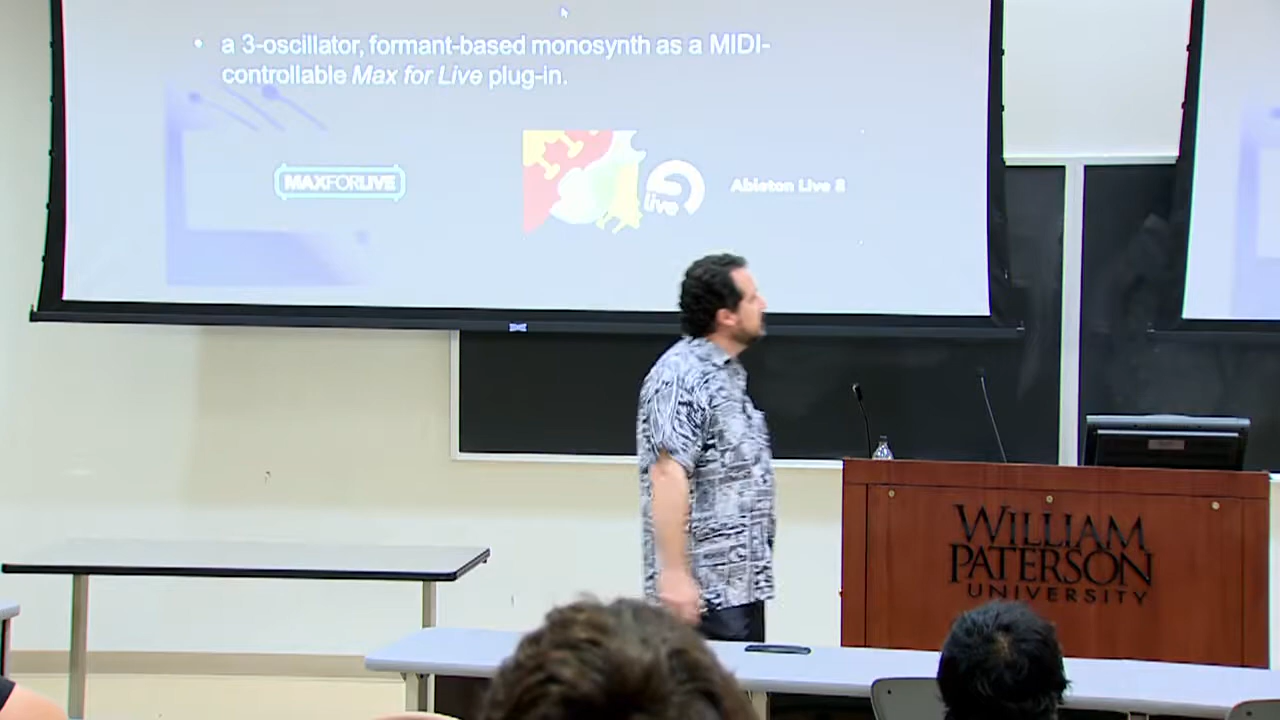 • a 3-oscillator, formant-based monosynth as a MIDI-
controllable Max for Live plug-in.
MAXFORLIVE
live
Ableton Live 8
WILLIAM
PATERSON
UNIVERSITY